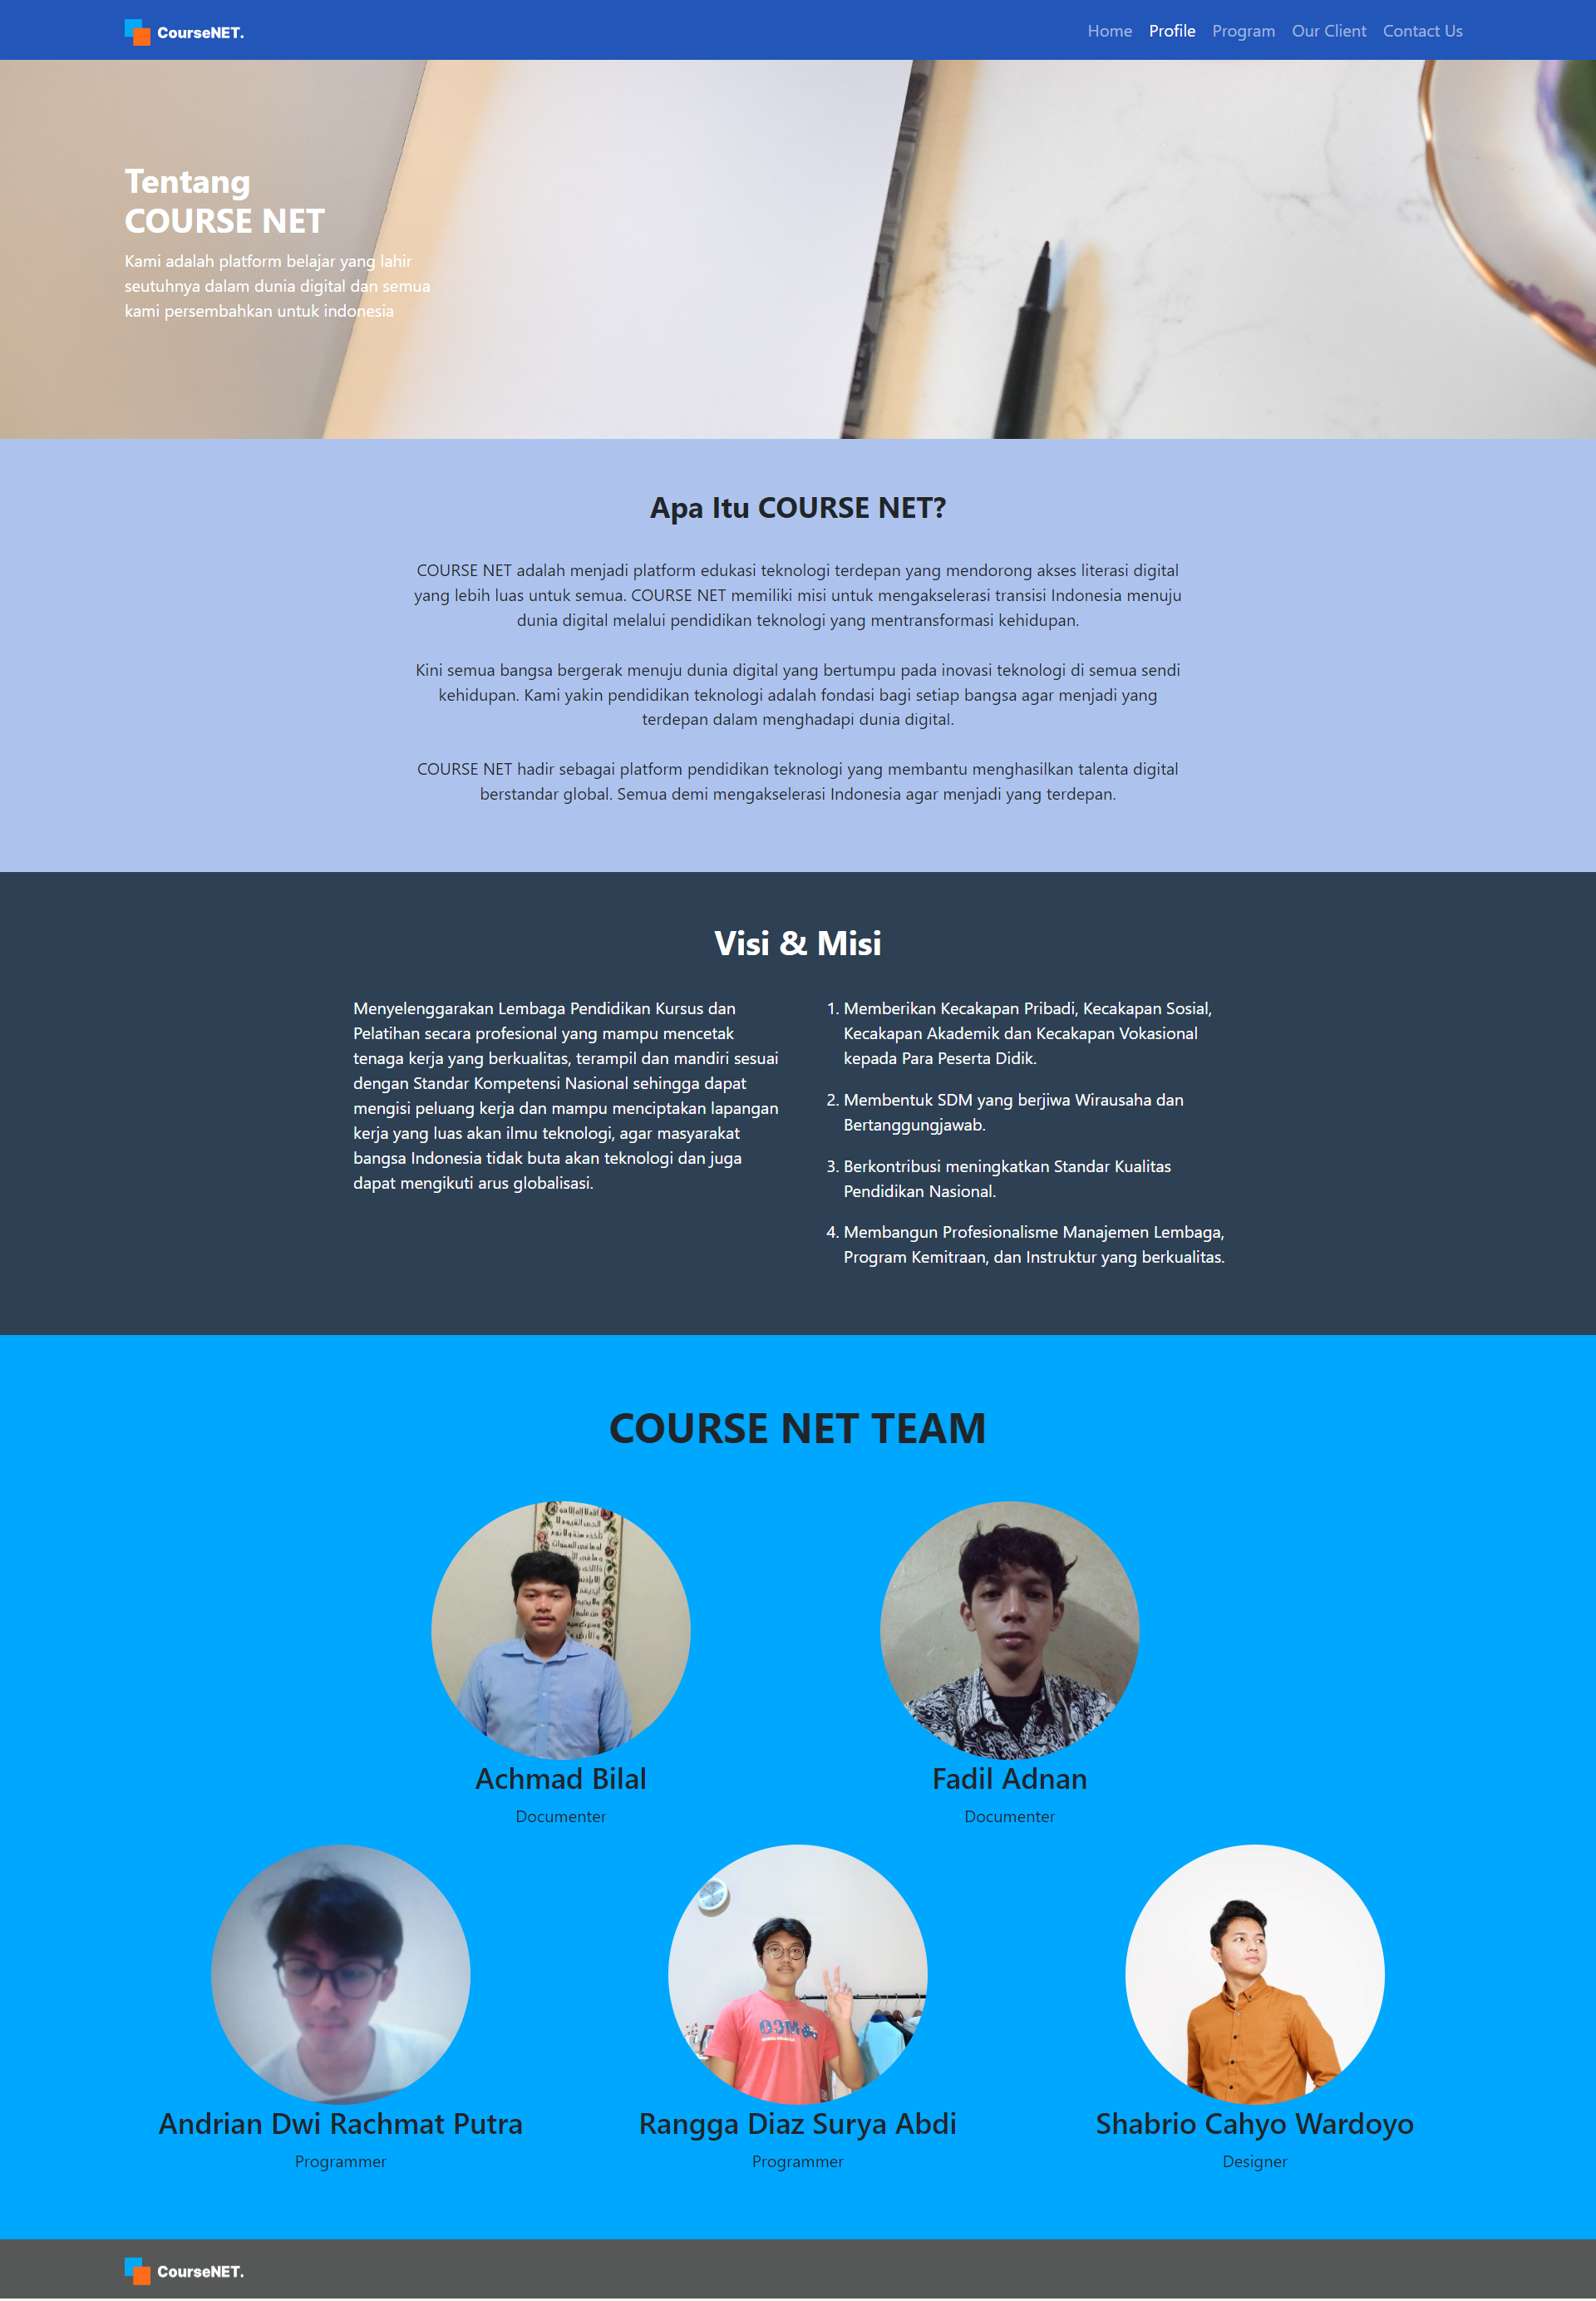 CourseNET.
Home Profile Program Our Client Contact Us
Tentang
COURSE NET
Kami adalah platform belajar yang lahir
seutuhnya dalam dunia digital dan semua
kami persembahkan untuk indonesia
Apa Itu COURSE NET?
COURSE NET adalah menjadi platform edukasi teknologi terdepan yang mendorong akses literasi digital
yang lebih luas untuk semua. COURSE NET memiliki misi untuk mengakselerasi transisi Indonesia menuju
dunia digital melalui pendidikan teknologi yang mentransformasi kehidupan.
Kini semua bangsa bergerak menuju dunia digital yang bertumpu pada inovasi teknologi di semua sendi
kehidupan. Kami yakin pendidikan teknologi adalah fondasi bagi setiap bangsa agar menjadi yang
terdepan dalam menghadapi dunia digital.
COURSE NET hadir sebagai platform pendidikan teknologi yang membantu menghasilkan talenta digital
berstandar global. Semua demi mengakselerasi Indonesia agar menjadi yang terdepan.
Visi & Misi
Menyelenggarakan Lembaga Pendidikan Kursus dan
Pelatihan secara profesional yang mampu mencetak
tenaga kerja yang berkualitas, terampil dan mandiri sesuai
dengan Standar Kompetensi Nasional sehingga dapat
mengisi peluang kerja dan mampu menciptakan lapangan
kerja yang luas akan ilmu teknologi, agar masyarakat
bangsa Indonesia tidak buta akan teknologi dan juga
dapat mengikuti arus globalisasi.
1. Memberikan Kecakapan Pribadi, Kecakapan Sosial,
Kecakapan Akademik dan Kecakapan Vokasional
kepada Para Peserta Didik.
2. Membentuk SDM yang berjiwa Wirausaha dan
Bertanggungjawab.
3. Berkontribusi meningkatkan Standar Kualitas
Pendidikan Nasional.
4. Membangun Profesionalisme Manajemen Lembaga,
Program Kemitraan, dan Instruktur yang berkualitas.
COURSE NET TEAM
Achmad Bilal
Documenter
Fadil Adnan
Documenter
Andrian Dwi Rachmat Putra
Programmer
Rangga Diaz Surya Abdi
Programmer
Shabrio Cahyo Wardoyo
Designer
CourseNET.